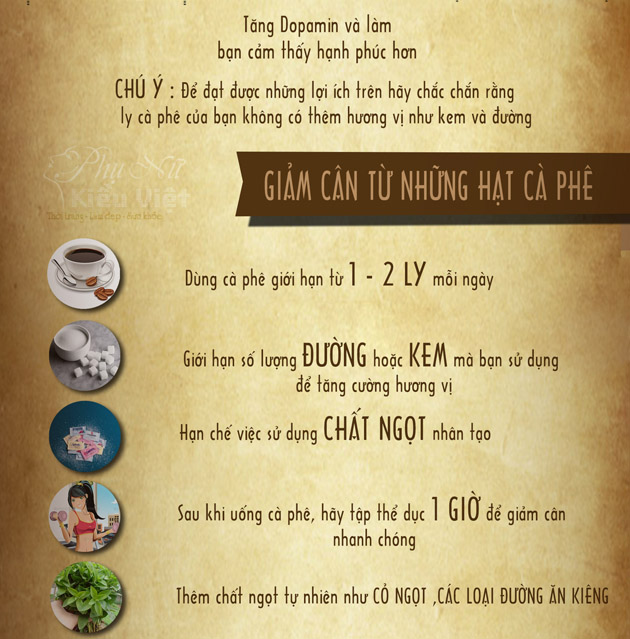 Tăng Dopamin và làm
bạn cảm thấy hạnh phúc hơn
CHÚ Ý : Để đạt được những lợi ích trên hãy chắc chắn rằng
ly cà phê của bạn không có thêm hương vị như kem và đường
Phụ Nữ
Kiểu Việt
GIẢM CÂN TỪ NHỮNG HẠT CÀ PHÊ
Dùng cà phê giới hạn từ 1 - 2 LY mỗi ngày
Giới hạn số lượng ĐƯỜNG hoặc KEM mà bạn sử dụng
để tăng cường hương vị
Hạn chế việc sử dụng CHẤT NGỌT nhân tạo
Sau khi uống cà phê, hãy tập thể dục 1 GIỜ để giảm cân
nhanh chóng
Thêm chất ngọt tự nhiên như CỎ NGỌT ,CÁC LOẠI ĐƯỜNG ĂN KIÊNG